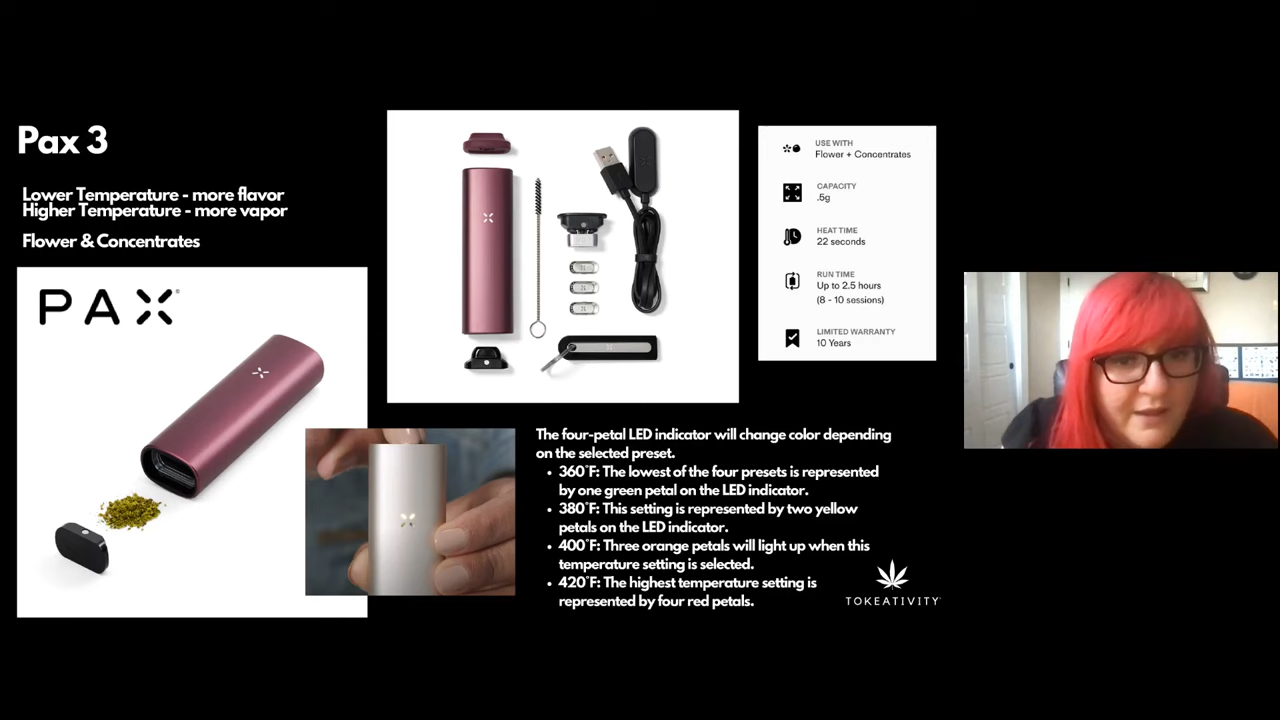 Pax 3
Lower Temperature - more flavor
Higher Temperature - more vapor
Flower & Concentrates
PAX
USE WITH
Flower + Concentrates
CAPACITY
.5g
HEAT TIME
22 seconds
RUN TIME
Up to 2.5 hours
(8 - 10 sessions)
LIMITED WARRANTY
10 Years
The four-petal LED indicator will change color depending
on the selected preset.
• 360°F: The lowest of the four presets is represented
by one green petal on the LED indicator.
• 380°F: This setting is represented by two yellow
petals on the LED indicator.
• 400°F: Three orange petals will light up when this
temperature setting is selected.
• 420°F: The highest temperature setting is
represented by four red petals.
TOKEATIVITY